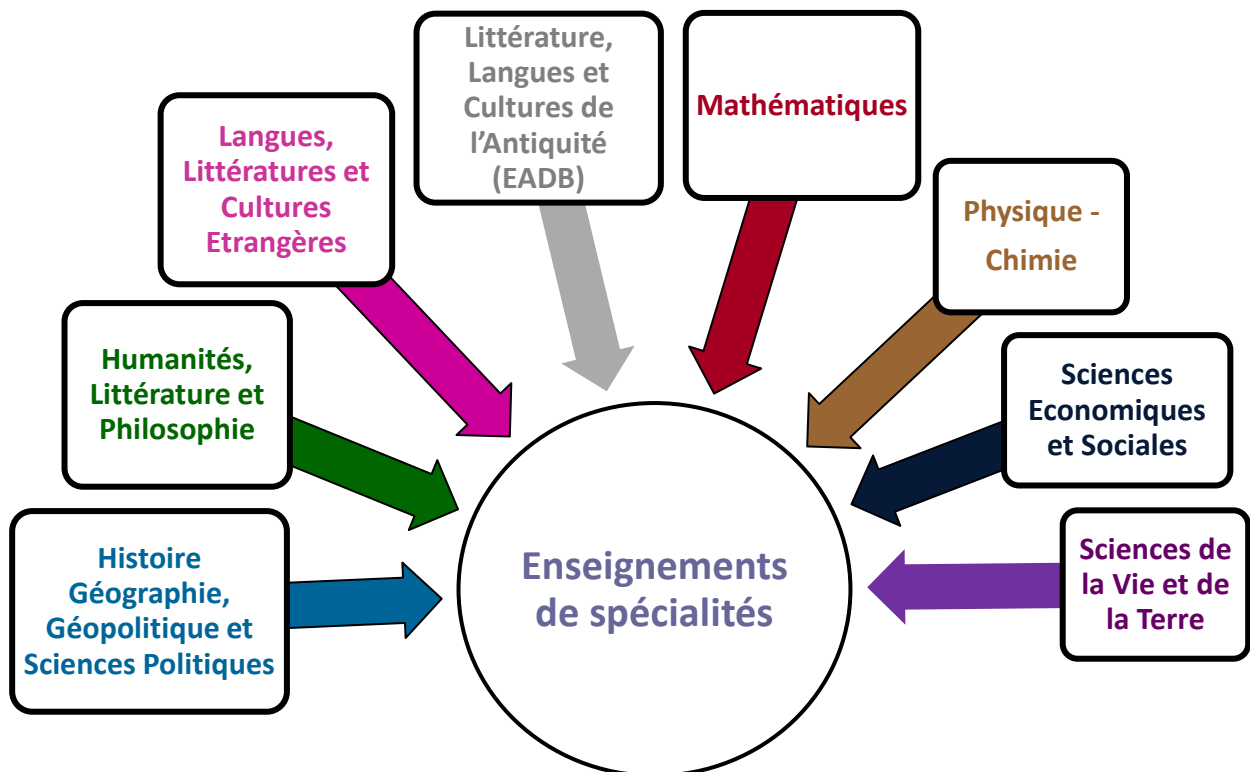 Littérature,
Langues et
Cultures de
l'Antiquité
(EADB)
Mathématiques
Langues,
Littératures et
Cultures
Etrangères
Physique -
Chimie
Humanités,
Littérature et
Philosophie
Sciences
Economiques
et Sociales
Histoire
Géographie,
Géopolitique et
Sciences Politiques
Enseignements
de spécialités
Sciences de
la Vie et de
la Terre